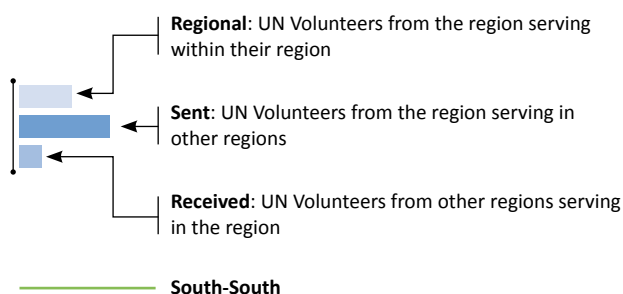 Regional: UN Volunteers from the region serving
within their region
Sent: UN Volunteers from the region serving in
other regions
Received: UN Volunteers from other regions serving
in the region
South-South